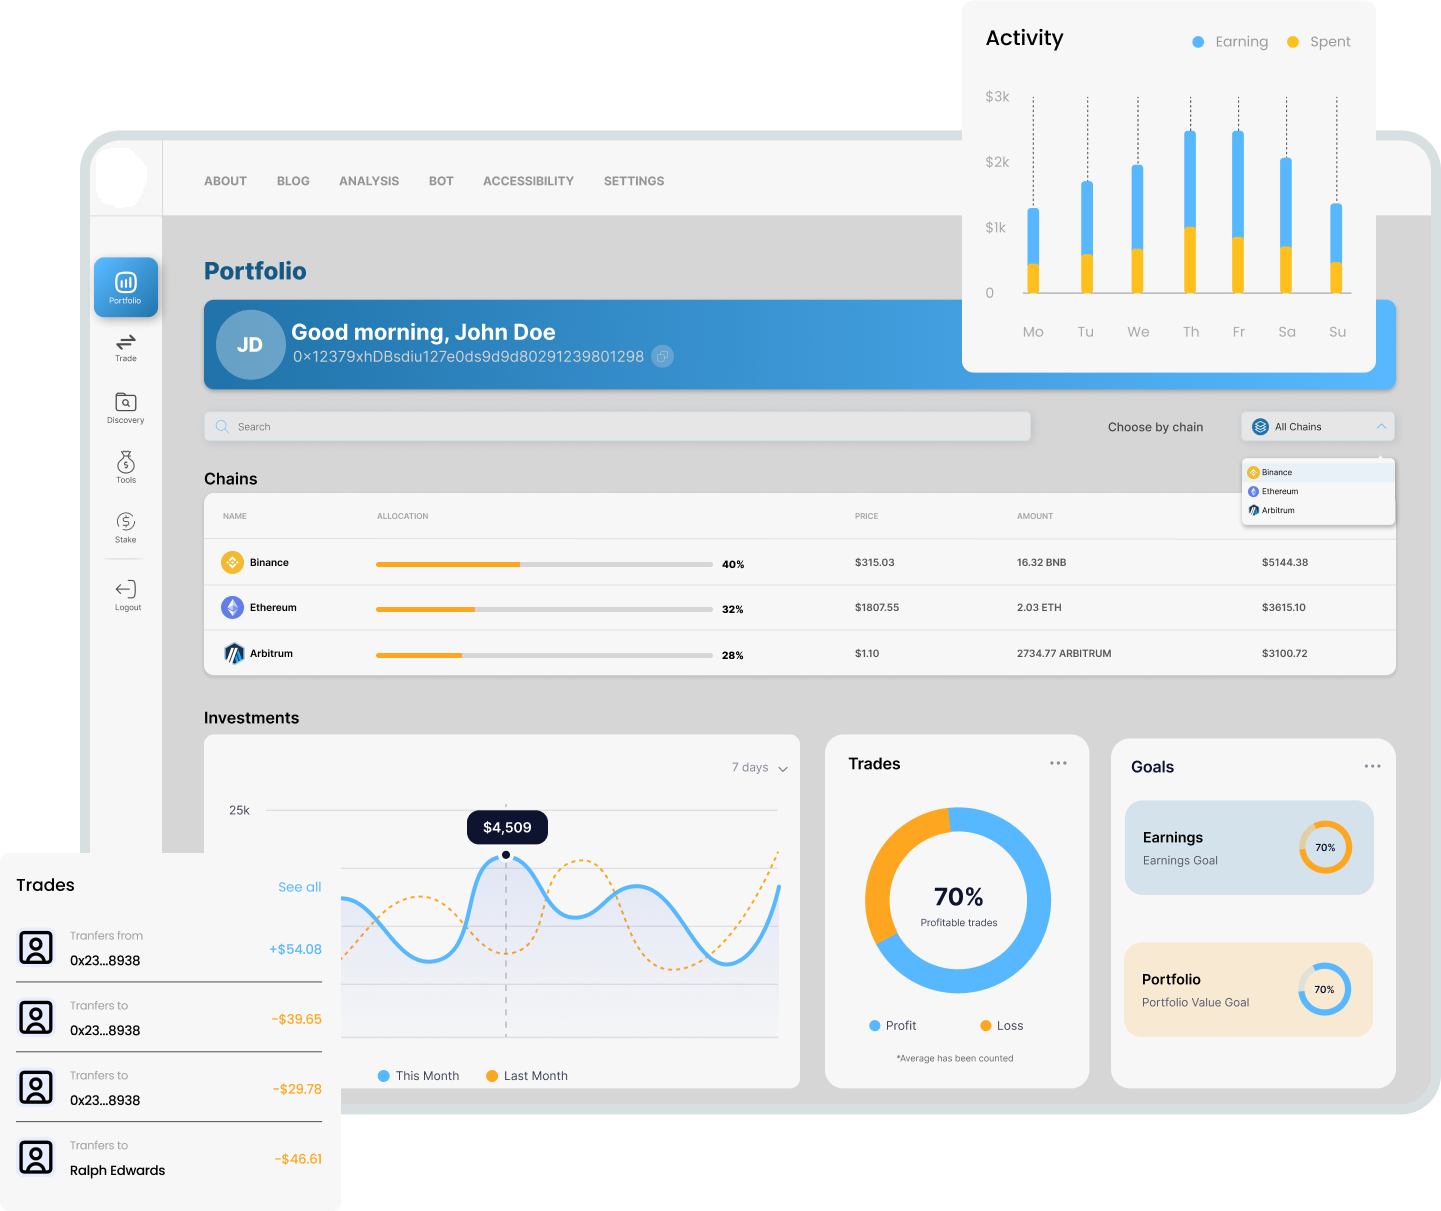 Activity
Earning Spent
$3k
$2k
$1k
0
Mo Tu We Th Fr Sa Su
ABOUT BLOG ANALYSIS BOT ACCESSIBILITY SETTINGS
Portfolio
Trade
Discovery
Tools
Stake
Logout
Portfolio
JD
Good morning, John Doe
0x12379xhDBsdiu127e0ds9d9d80291239801298
Search
Choose by chain
All Chains
Binance
Ethereum
Arbitrum
Chains
NAME ALLOCATION PRICE AMOUNT
Binance 40% $315.03 16.32 BNB $5144.38
Ethereum 32% $1807.55 2.03 ETH $3615.10
Arbitrum 28% $1.10 2734.77 ARBITRUM $3100.72
Investments
7 days
25k
$4,509
This Month Last Month
Trades
70%
Profitable trades
Profit Loss
*Average has been counted
Goals
Earnings
Earnings Goal
70%
Portfolio
Portfolio Value Goal
70%
Trades See all
Tranfers from
0x23...8938
+$54.08
Tranfers to
0x23...8938
-$39.65
Tranfers to
0x23...8938
-$29.78
Tranfers to
Ralph Edwards
-$46.61